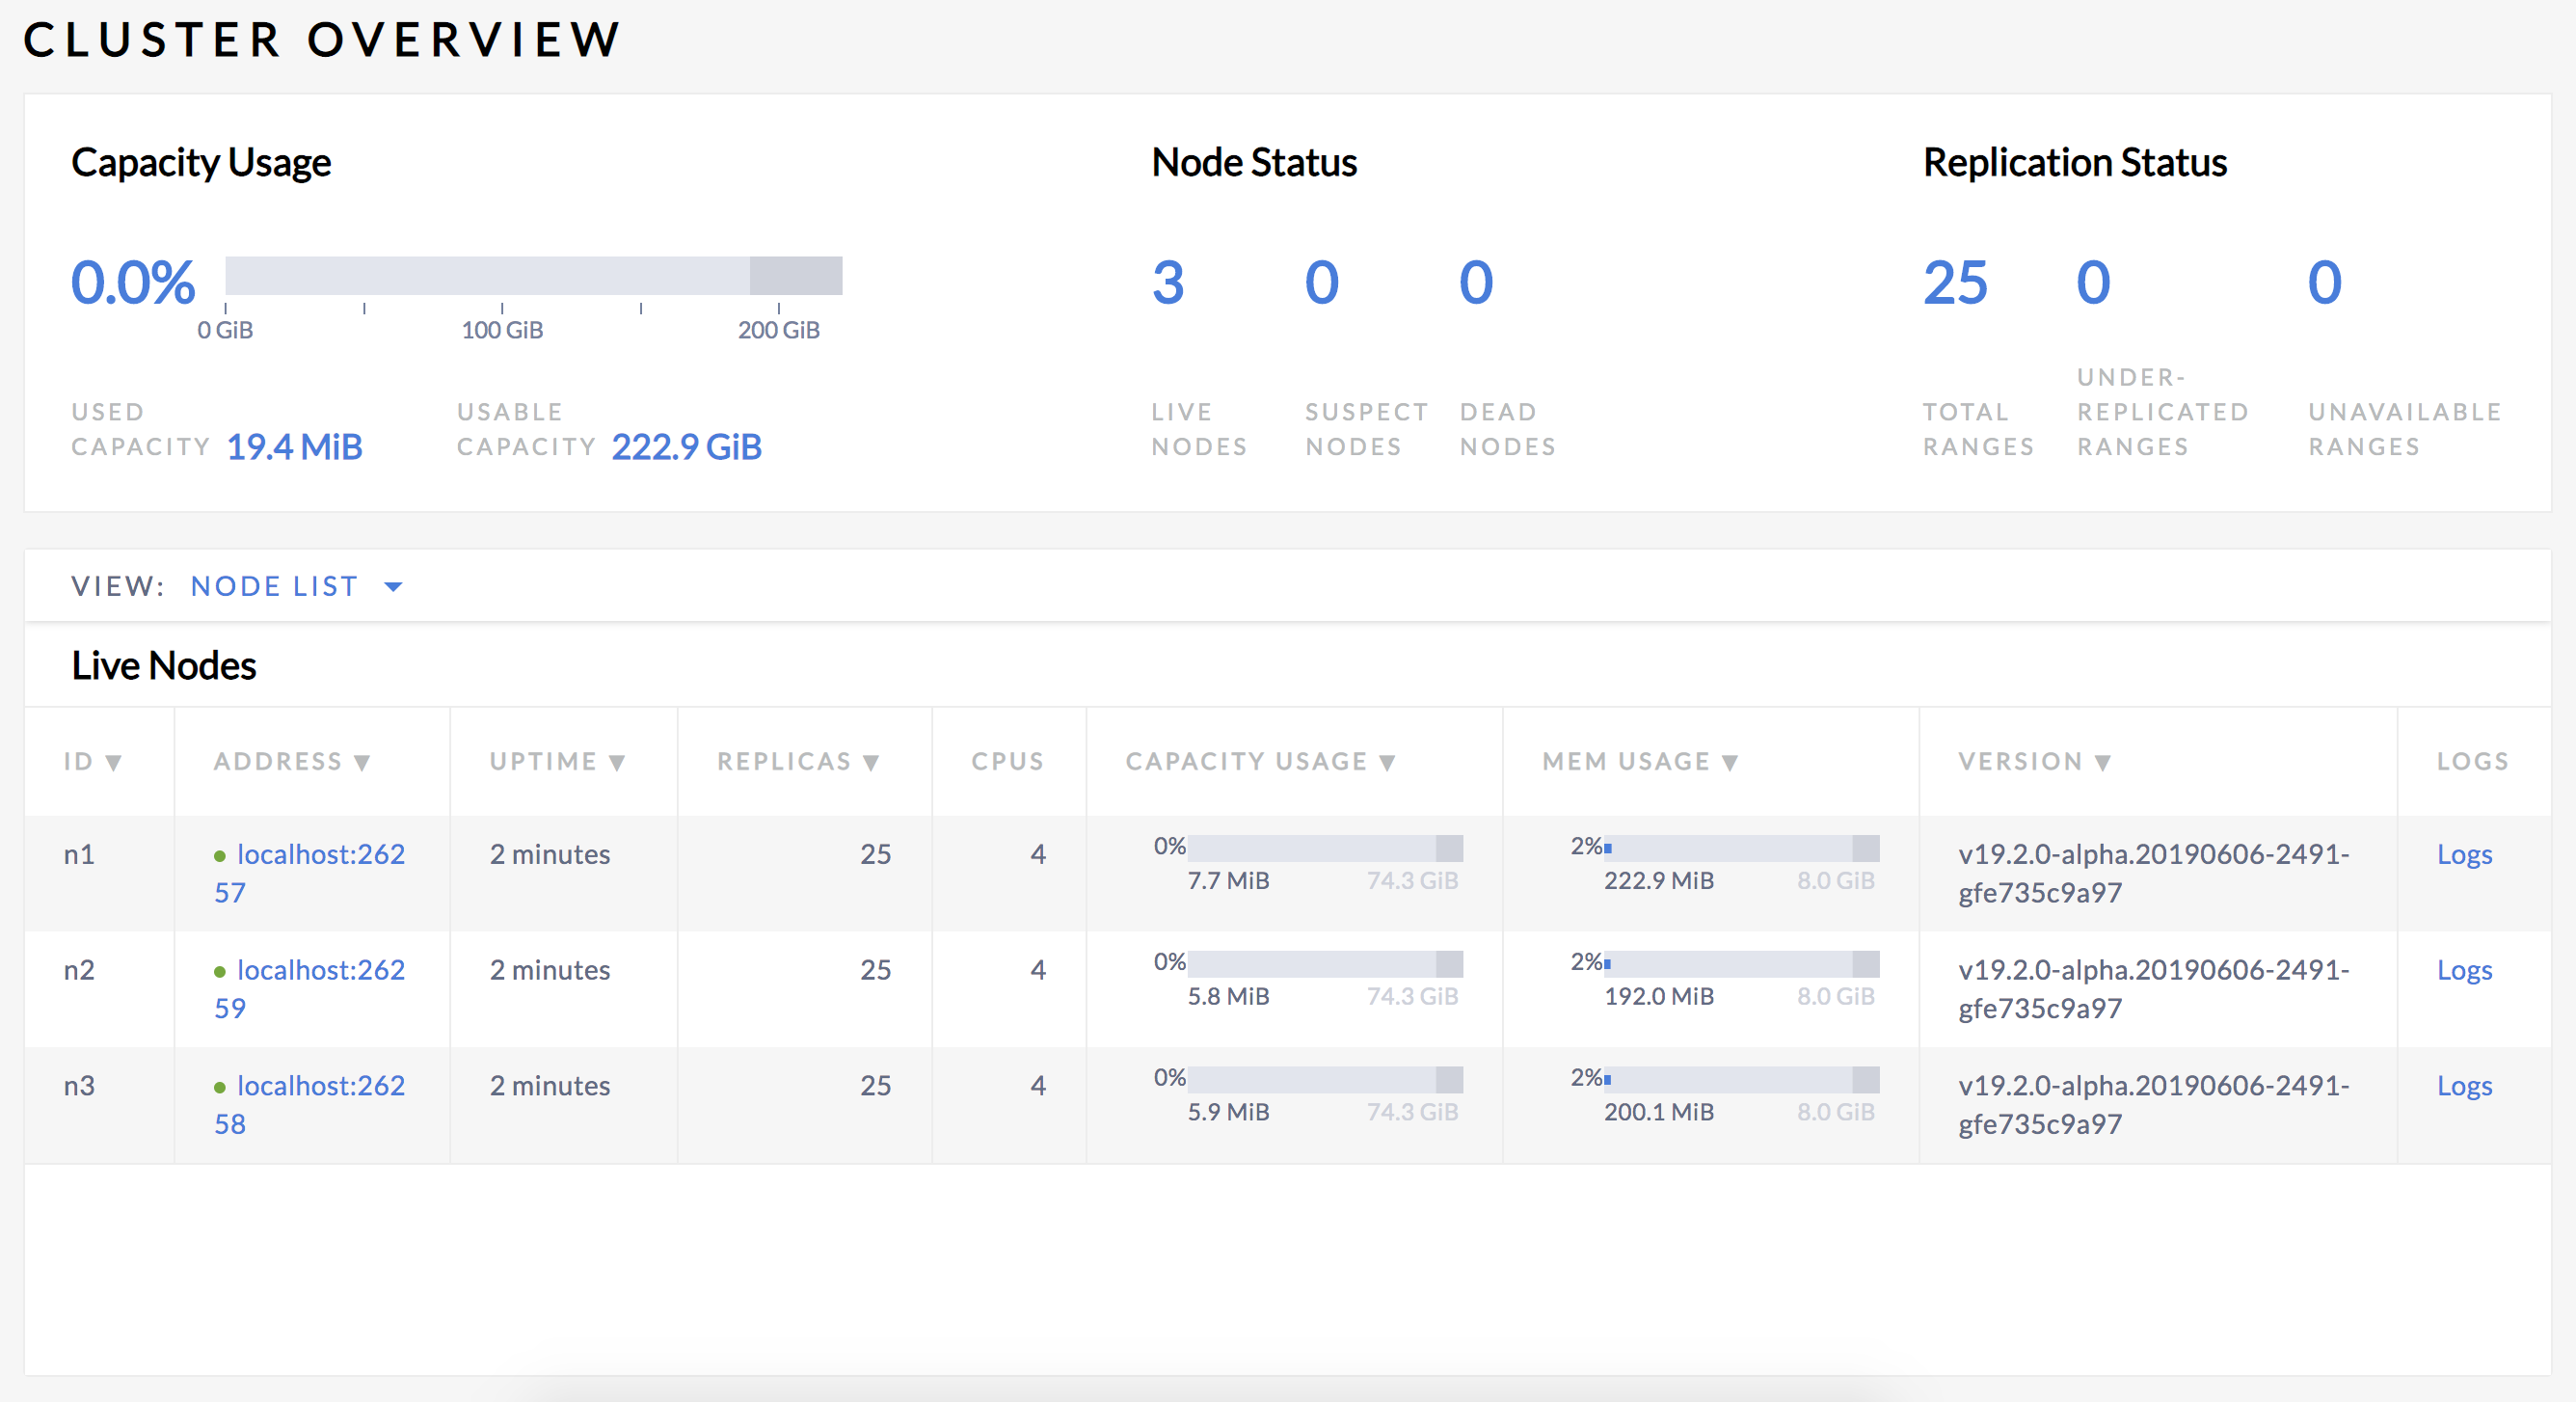 CLUSTER OVERVIEW
Capacity Usage
0.0%
0 GiB 100 GiB 200 GiB
USED
CAPACITY 19.4 MiB
USABLE
CAPACITY 222.9 GiB
Node Status
3 0 0
LIVE
NODES
SUSPECT
NODES
DEAD
NODES
Replication Status
25 0 0
TOTAL
RANGES
UNDER-
REPLICATED
RANGES
UNAVAILABLE
RANGES
VIEW: NODE LIST
Live Nodes
ID ▼ ADDRESS ▼ UPTIME ▼ REPLICAS ▼ CPUS CAPACITY USAGE ▼ MEM USAGE ▼ VERSION ▼ LOGS
n1 localhost:262 2 minutes 25 4 0% 2% v19.2.0-alpha.20190606-2491- Logs
57 7.7 MiB 74.3 GiB 222.9 MiB 8.0 GiB gfe735c9a97
n2 localhost:262 2 minutes 25 4 0% 2% v19.2.0-alpha.20190606-2491- Logs
59 5.8 MiB 74.3 GiB 192.0 MiB 8.0 GiB gfe735c9a97
n3 localhost:262 2 minutes 25 4 0% 2% v19.2.0-alpha.20190606-2491- Logs
58 5.9 MiB 74.3 GiB 200.1 MiB 8.0 GiB gfe735c9a97